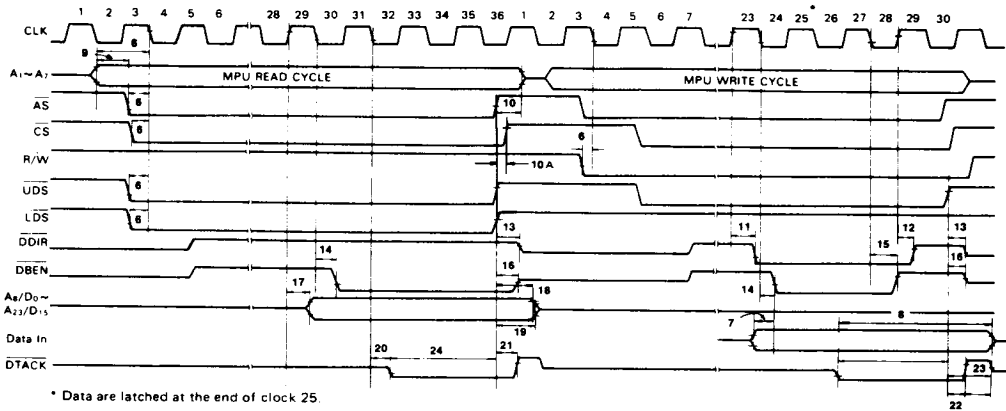 1 2 3 4 5 28 29 30 31 32 33 34 35 36 1 2 3 4 5 6 7 23 24 25 * 26 27 28 29 30
CLK
9 6
A₁~A₇ MPU READ CYCLE MPU WRITE CYCLE
AS 6 10
CS 6 6
R/W 10 A
UDS 6
LDS 6
DDIR 13 11 12 13
DBEN 14 16 15 16
A₈/D₀~ A₂₃/D₁₅ 17 18 14
19 7 8
Data In
DTACK 20 24 21 23
22
* Data are latched at the end of clock 25.